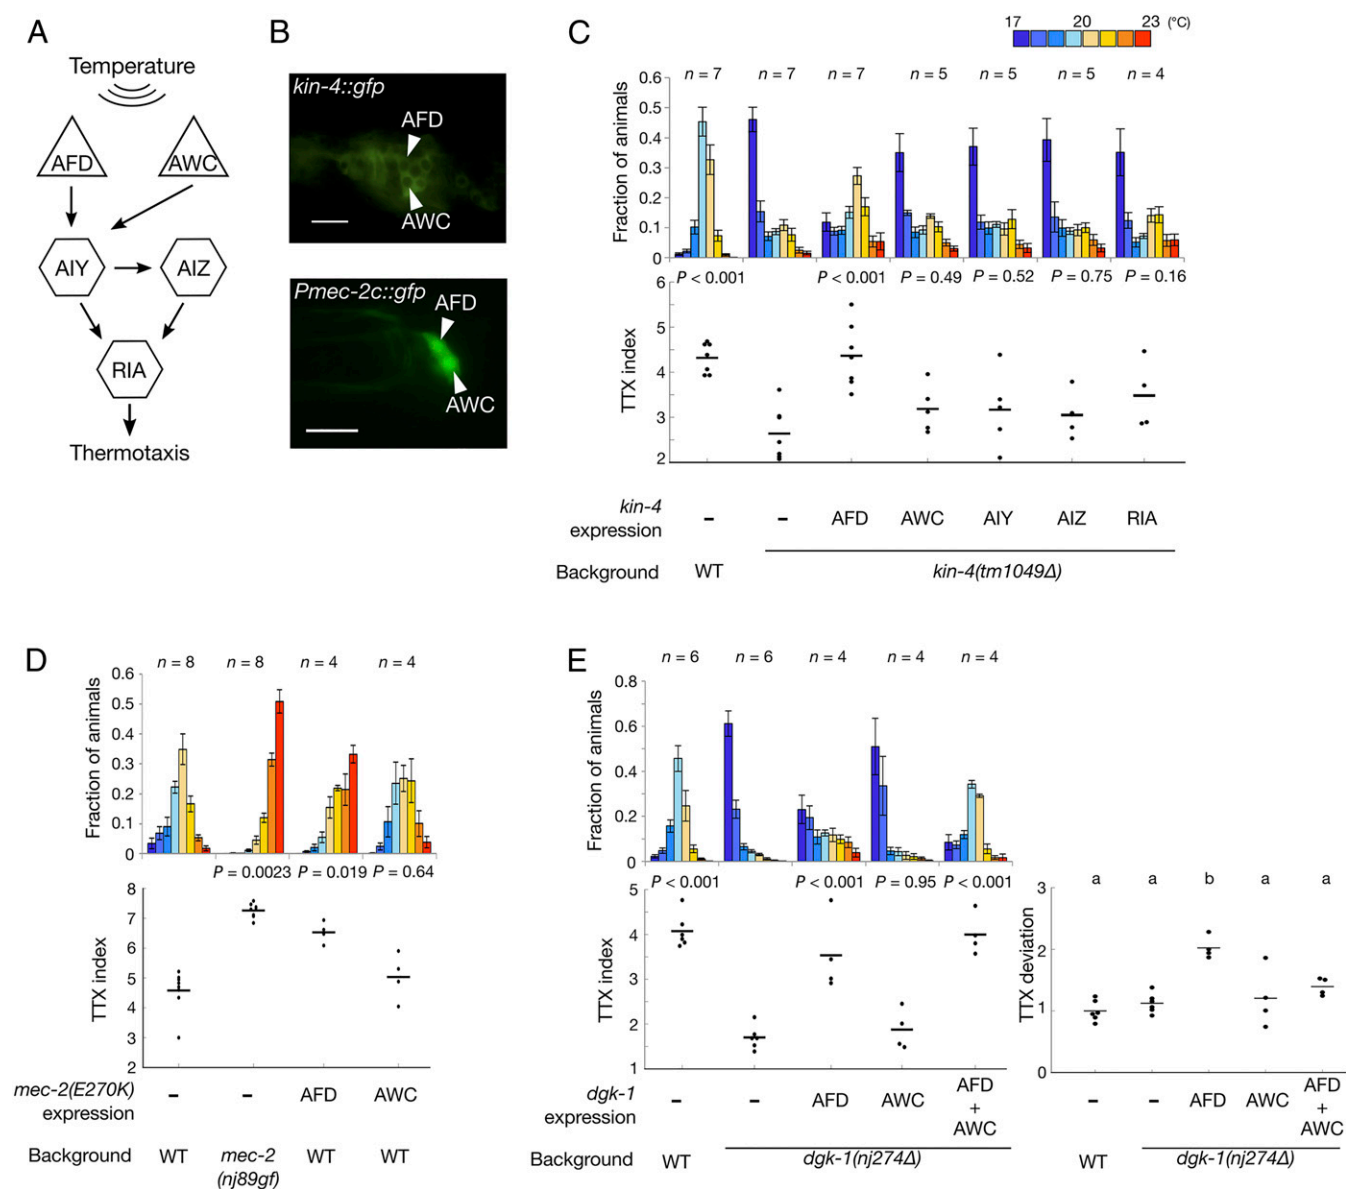 A
Temperature
AFD
AWC
AIY
AIZ
RIA
Thermotaxis
B
kin-4::gfp
AFD
AWC
Pmec-2c::gfp
AFD
AWC
C
17 20 23 (°C)
n = 7 n = 7 n = 7 n = 5 n = 5 n = 5 n = 4
Fraction of animals
0.6
0.5
0.4
0.3
0.2
0.1
0
P < 0.001 P < 0.001 P = 0.49 P = 0.52 P = 0.75 P = 0.16
TTX index
6
5
4
3
2
kin-4 expression
– – AFD AWC AIY AIZ RIA
Background WT kin-4(tm1049Δ)
D
n = 8 n = 8 n = 4 n = 4
Fraction of animals
0.6
0.5
0.4
0.3
0.2
0.1
0
P = 0.0023 P = 0.019 P = 0.64
TTX index
8
7
6
5
4
3
2
mec-2(E270K) expression
– – AFD AWC
Background WT mec-2 (nj89gf) WT WT
E
n = 6 n = 6 n = 4 n = 4 n = 4
Fraction of animals
0.8
0.6
0.4
0.2
0
P < 0.001 P < 0.001 P = 0.95 P < 0.001
TTX index
5
4
3
2
1
dgk-1 expression
– – AFD AWC AFD + AWC
Background WT dgk-1(nj274Δ)
a a b a a
TTX deviation
3
2
1
0
– – AFD AWC AFD + AWC
WT dgk-1(nj274Δ)